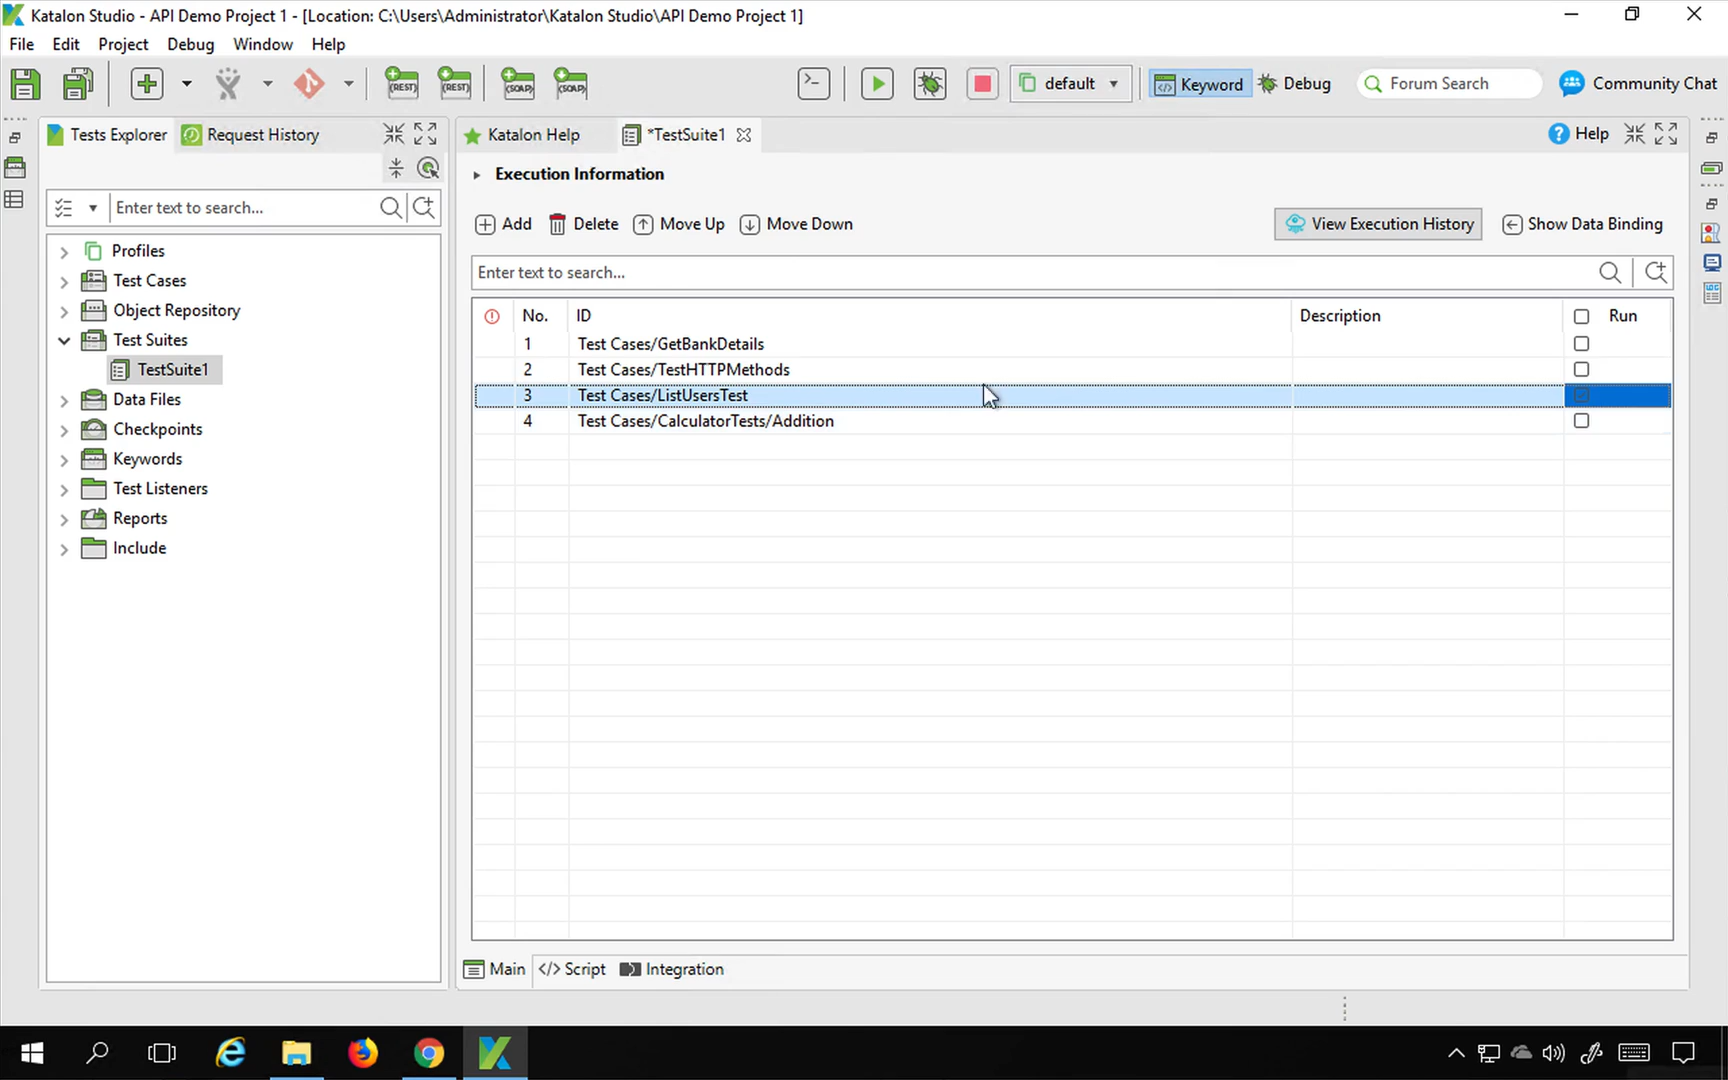 Katalon Studio - API Demo Project 1 - [Location: C:\Users\Administrator\Katalon Studio\API Demo Project 1]
File Edit Project Debug Window Help
(REST) (REST) (SOAP) (SOAP) default Keyword Debug Forum Search Community Chat
Tests Explorer Request History Katalon Help *TestSuite1 Help
Execution Information
Enter text to search...
Add Delete Move Up Move Down View Execution History Show Data Binding
Enter text to search...
No. ID Description Run
1 Test Cases/GetBankDetails
2 Test Cases/TestHTTPMethods
3 Test Cases/ListUsersTest
4 Test Cases/CalculatorTests/Addition
Profiles
Test Cases
Object Repository
Test Suites
TestSuite1
Data Files
Checkpoints
Keywords
Test Listeners
Reports
Include
Main </> Script Integration